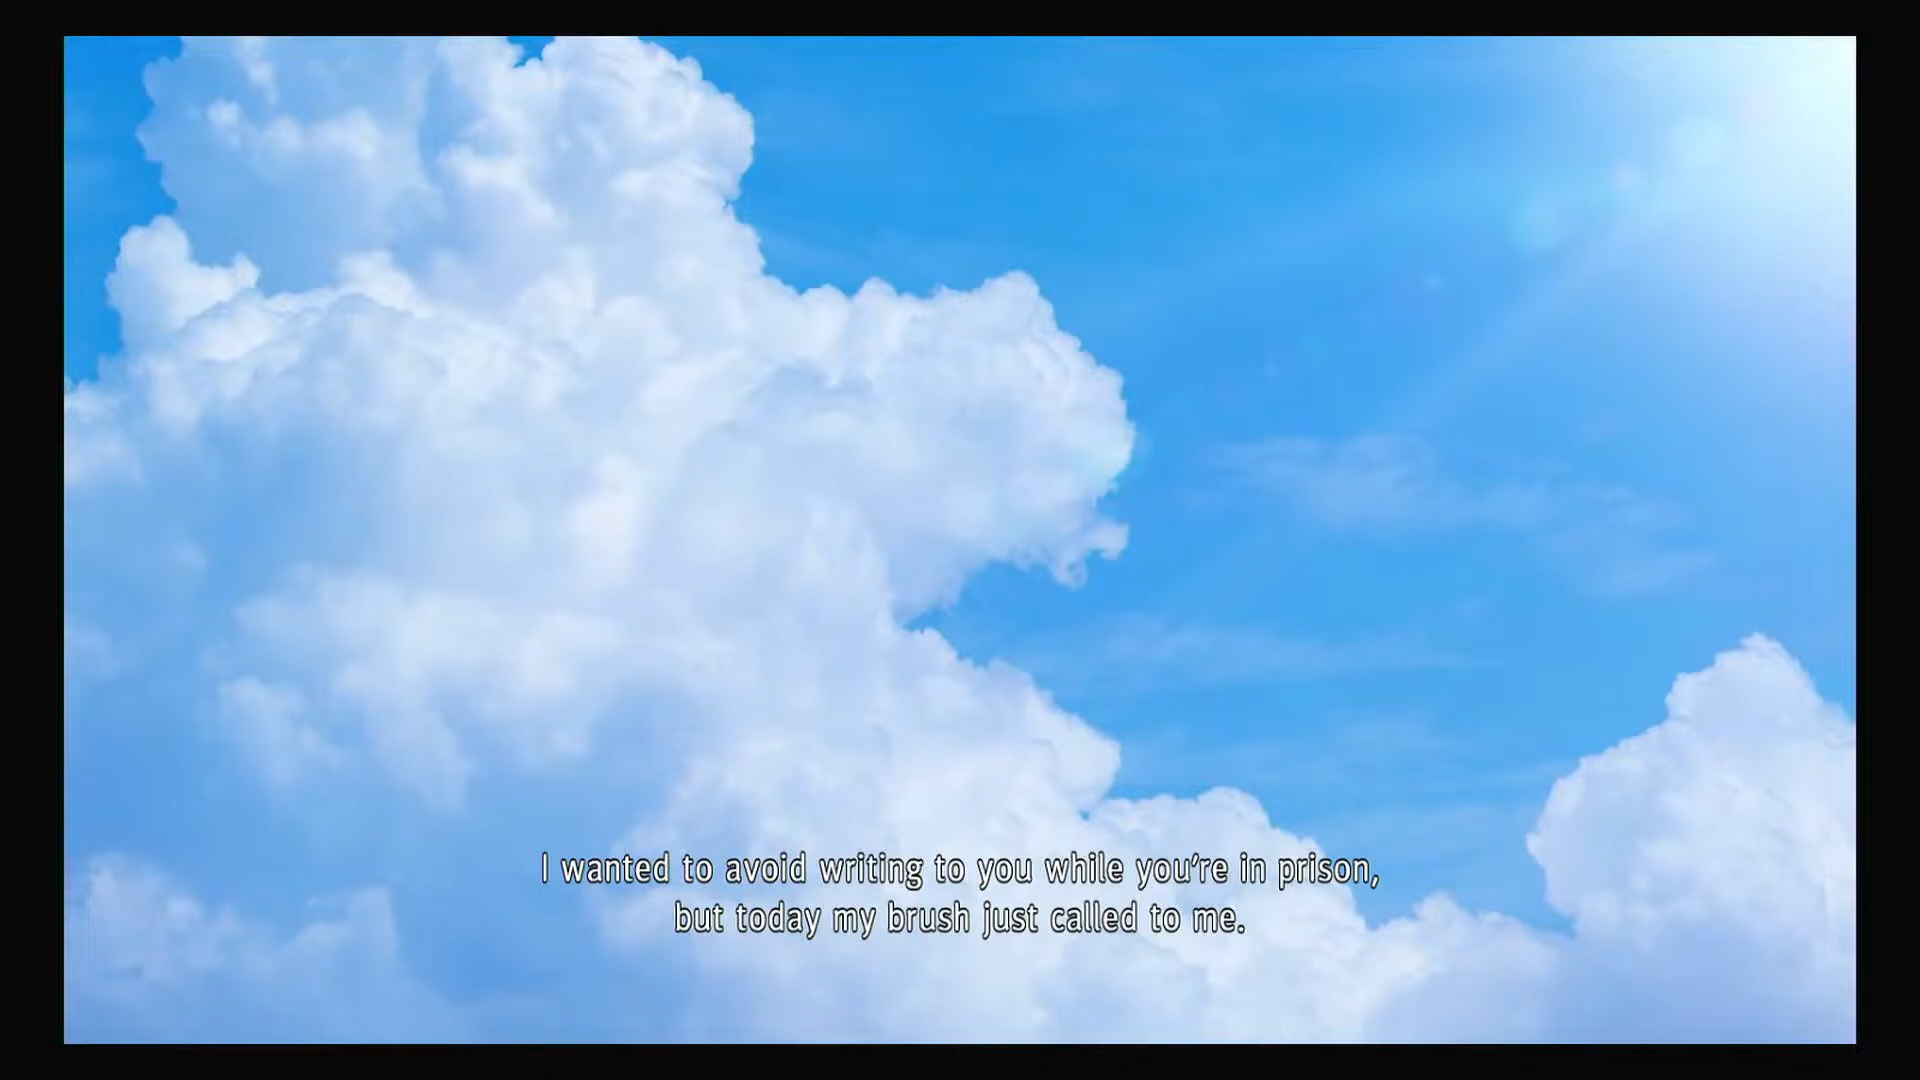 I wanted to avoid writing to you while you’re in prison,
but today my brush just called to me.